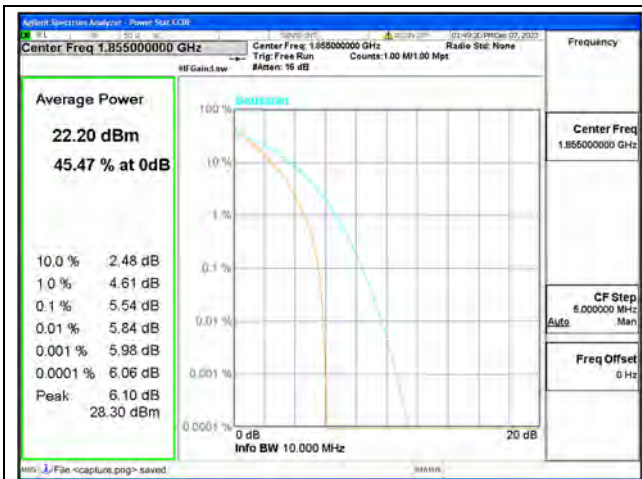 Agilent Spectrum Analyzer - Power Stat CCDF
Center Freq 1.855000000 GHz
Center Freq: 1.855000000 GHz
Radio Std: None
Trig: Free Run
Counts:1.00 M/1.00 Mpt
#IFGain:Low
#Atten: 16 dB
Frequency
Average Power
22.20 dBm
45.47 % at 0dB
10.0 % 2.48 dB
1.0 % 4.61 dB
0.1 % 5.54 dB
0.01 % 5.84 dB
0.001 % 5.98 dB
0.0001 % 6.06 dB
Peak 6.10 dB
28.30 dBm
Gaussian
100 %
10 %
1 %
0.1 %
0.01 %
0.001 %
0.0001 %
0 dB
20 dB
Info BW 10.000 MHz
Center Freq
1.855000000 GHz
CF Step
5.000000 MHz
Auto Man
Freq Offset
0 Hz
MSG
File <capture.png> saved
STATUS